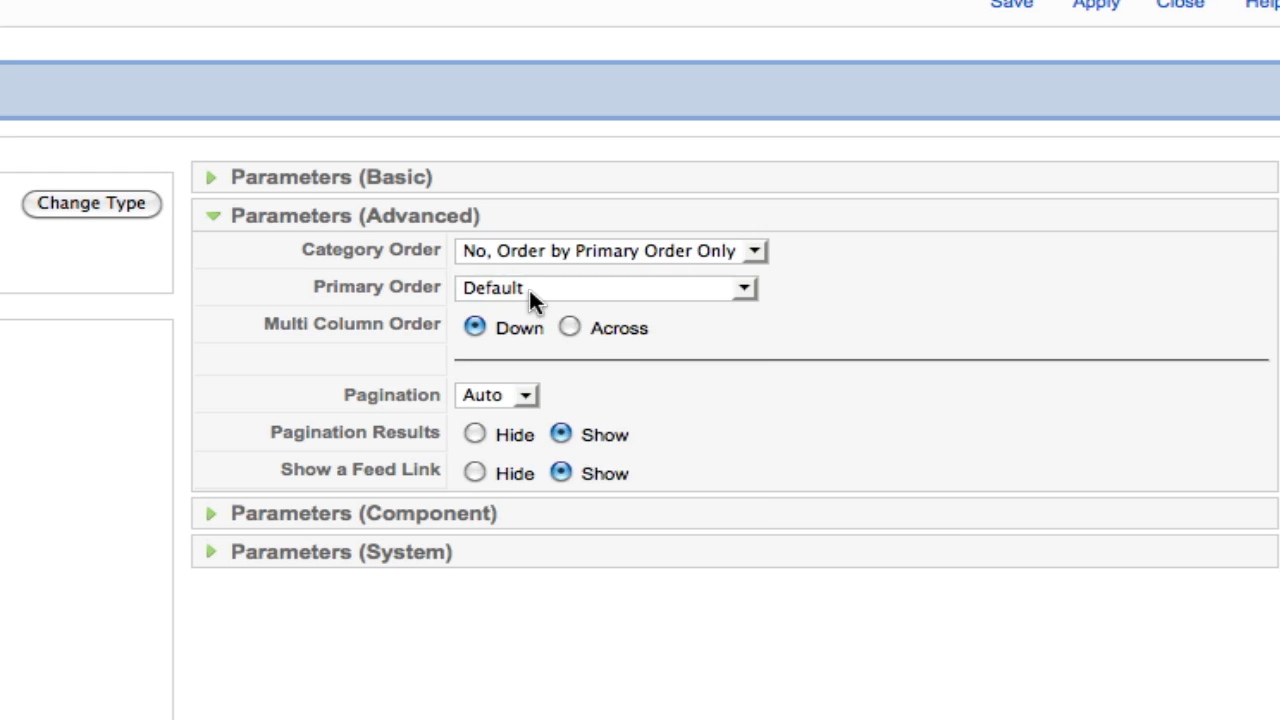 Save Apply Close Help
Change Type
Parameters (Basic)
Parameters (Advanced)
Category Order No, Order by Primary Order Only
Primary Order Default
Multi Column Order Down Across
Pagination Auto
Pagination Results Hide Show
Show a Feed Link Hide Show
Parameters (Component)
Parameters (System)